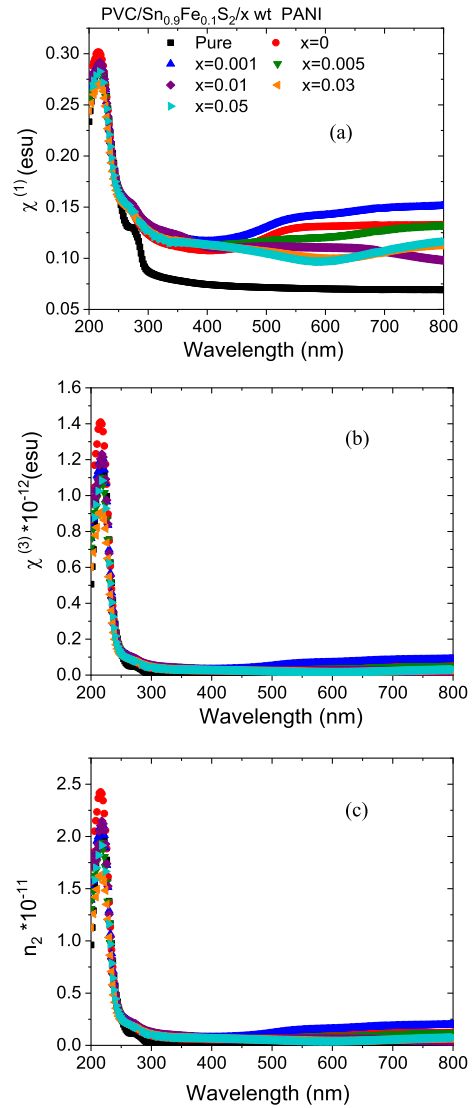 PVC/Sn0.9Fe0.1S2/x wt PANI
Pure x=0
x=0.001 x=0.005
x=0.01 x=0.03
x=0.05
(a)
χ(1) (esu)
0.30
0.25
0.20
0.15
0.10
0.05
200 300 400 500 600 700 800
Wavelength (nm)
(b)
χ(3) *10-12(esu)
1.6
1.4
1.2
1.0
0.8
0.6
0.4
0.2
0.0
200 300 400 500 600 700 800
Wavelength (nm)
(c)
n2 *10-11
2.5
2.0
1.5
1.0
0.5
0.0
200 300 400 500 600 700 800
Wavelength (nm)